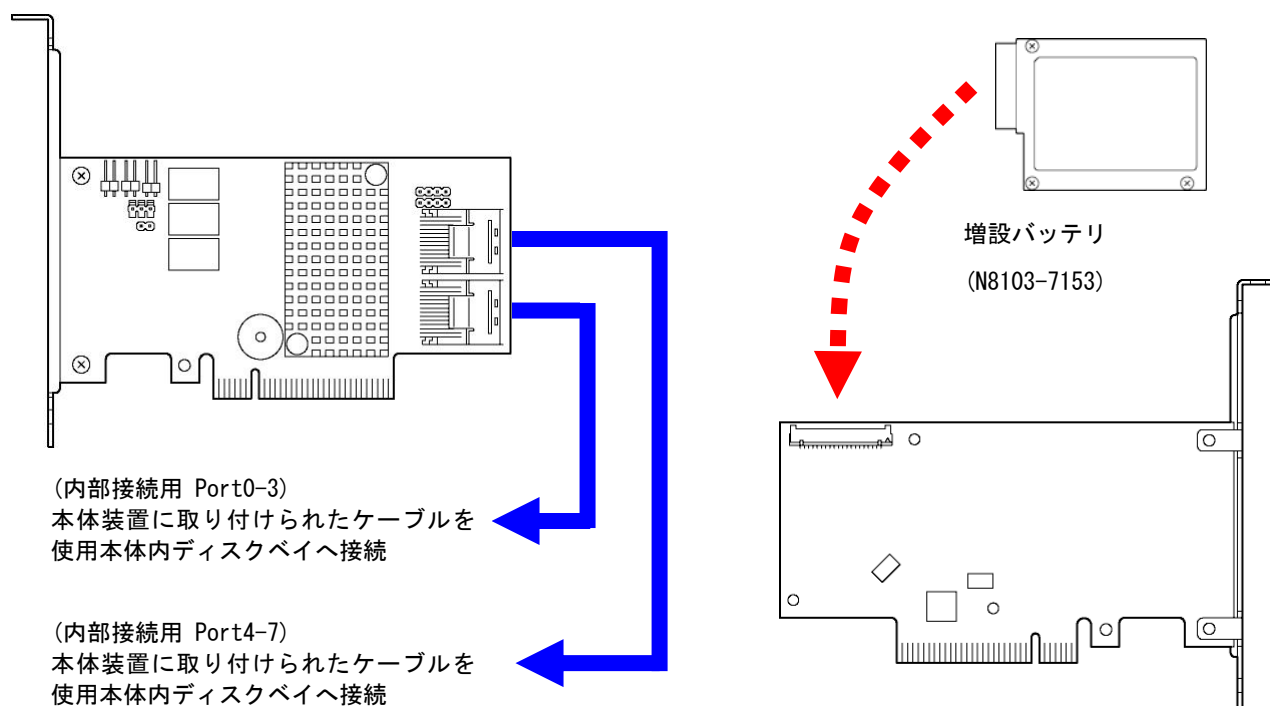 増設バッテリ
(N8103-7153)
(内部接続用 Port0-3)
本体装置に取り付けられたケーブルを
使用本体内ディスクベイへ接続
(内部接続用 Port4-7)
本体装置に取り付けられたケーブルを
使用本体内ディスクベイへ接続